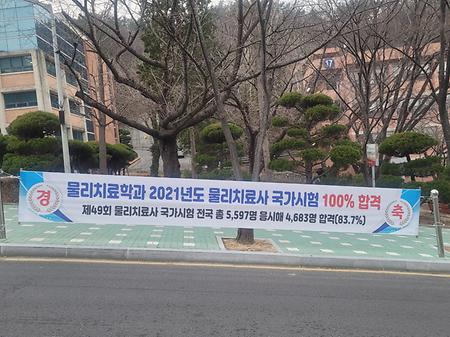 경 물리치료학과 2021년도 물리치료사 국가시험 100% 합격 축
제49회 물리치료사 국가시험 전국 총 5,597명 응시애 4,683명 합격(83.7%)